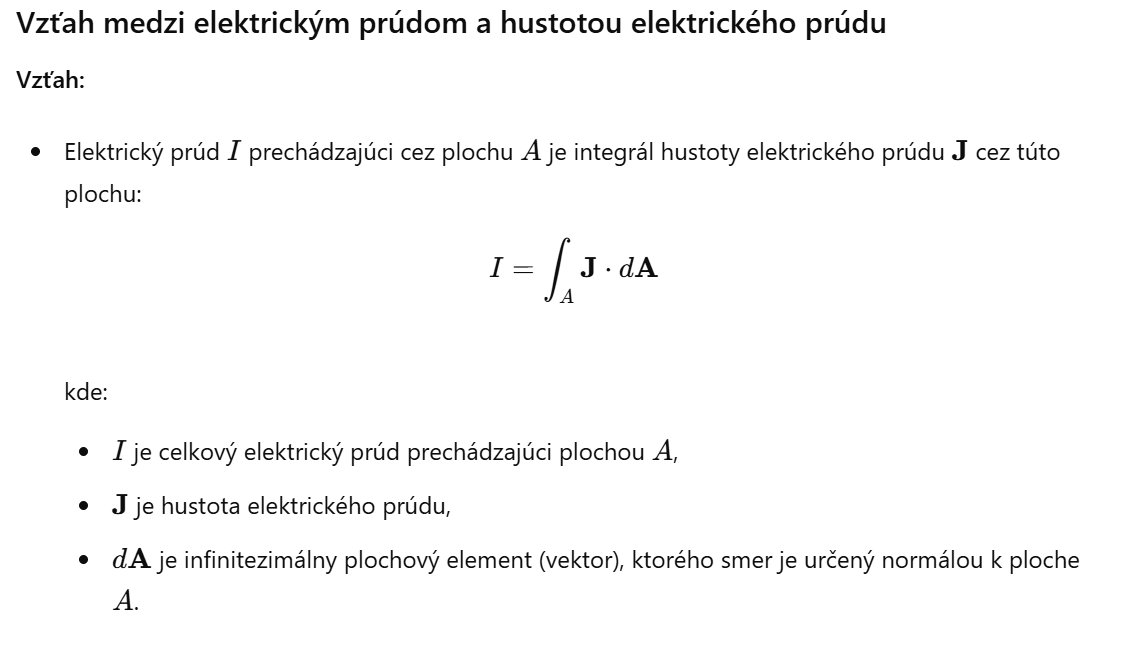 Vzťah medzi elektrickým prúdom a hustotou elektrického prúdu
Vzťah:
• Elektrický prúd I prechádzajúci cez plochu A je integrál hustoty elektrického prúdu J cez túto
plochu:
I = ∫_A J · dA
kde:
• I je celkový elektrický prúd prechádzajúci plochou A,
• J je hustota elektrického prúdu,
• dA je infinitezimálny plochový element (vektor), ktorého smer je určený normálou k ploche
A.